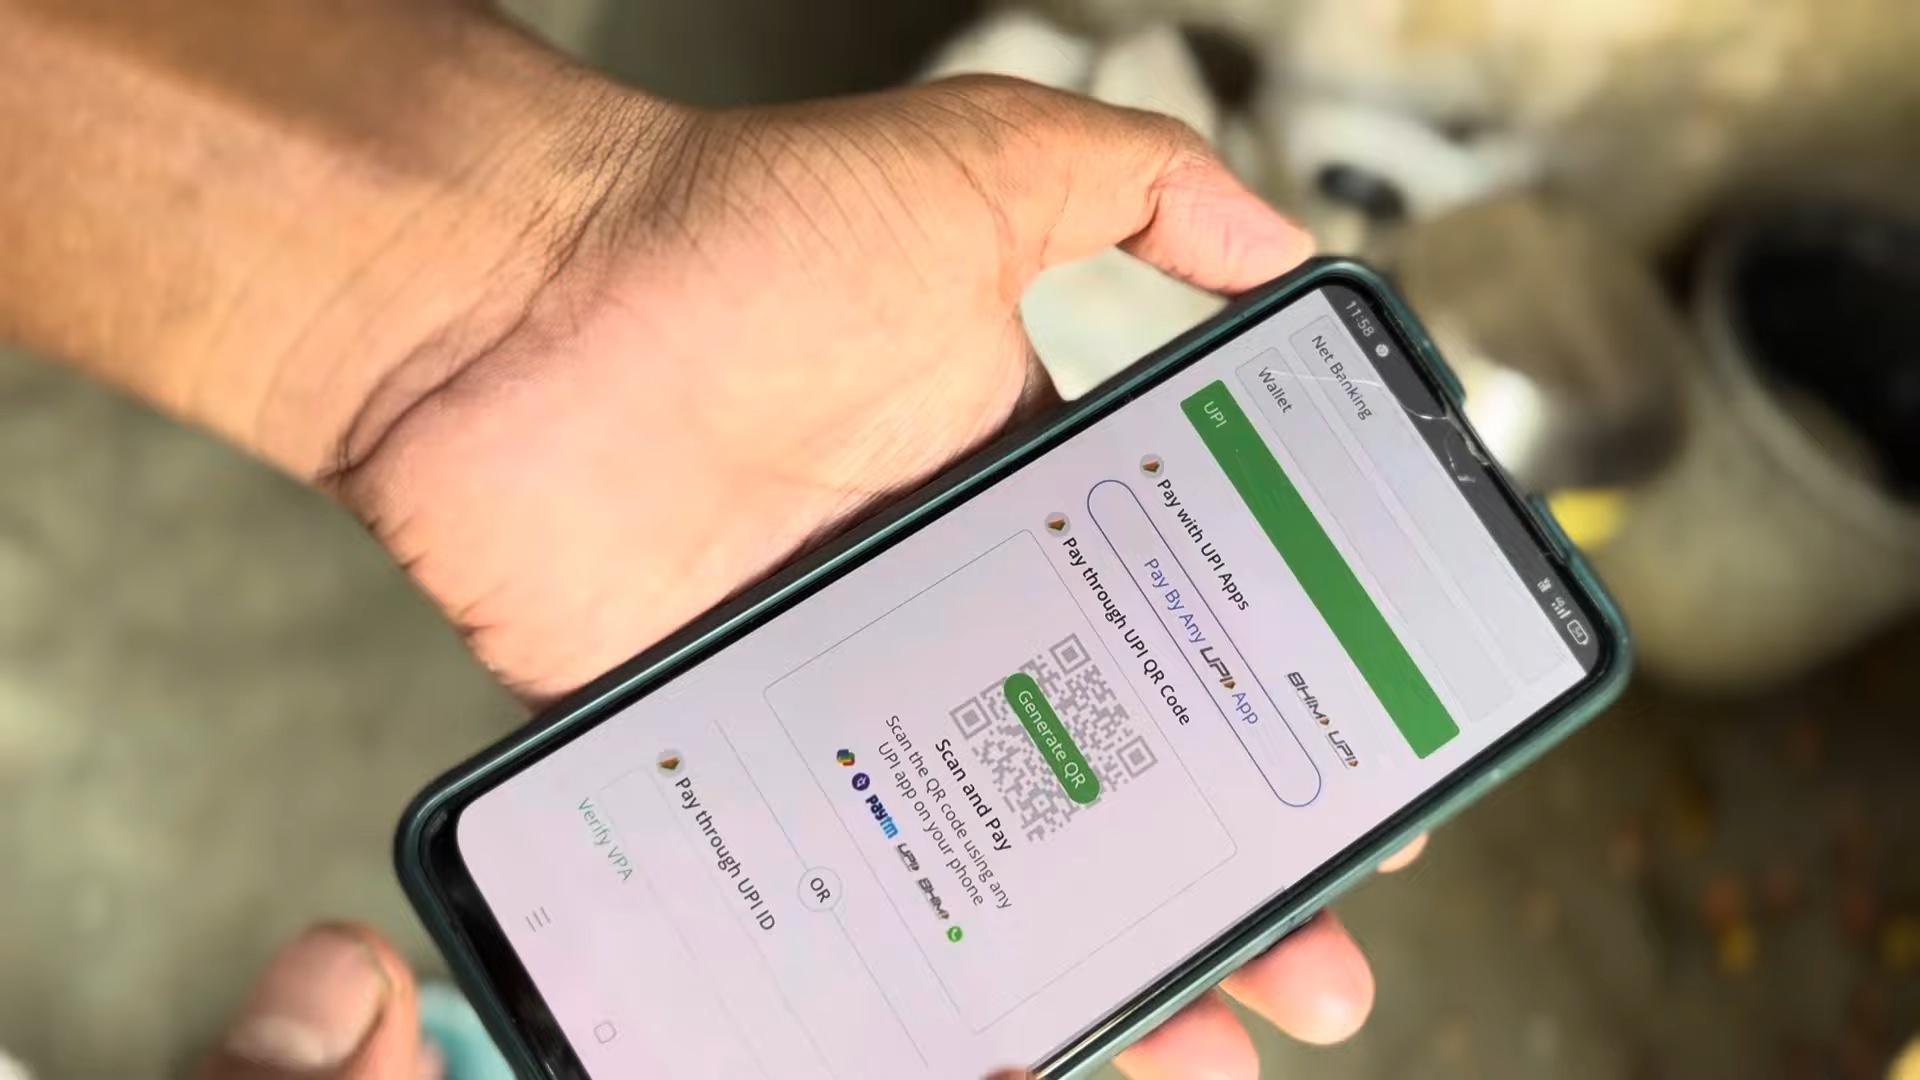 11:58
Net Banking
Wallet
UPI
BHIM UPI
Pay with UPI Apps
Pay By Any UPI App
Pay through UPI QR Code
Generate QR
Scan and Pay
Scan the QR code using any
UPI app on your phone
Paytm UPI BHIM
OR
Pay through UPI ID
Verify VPA